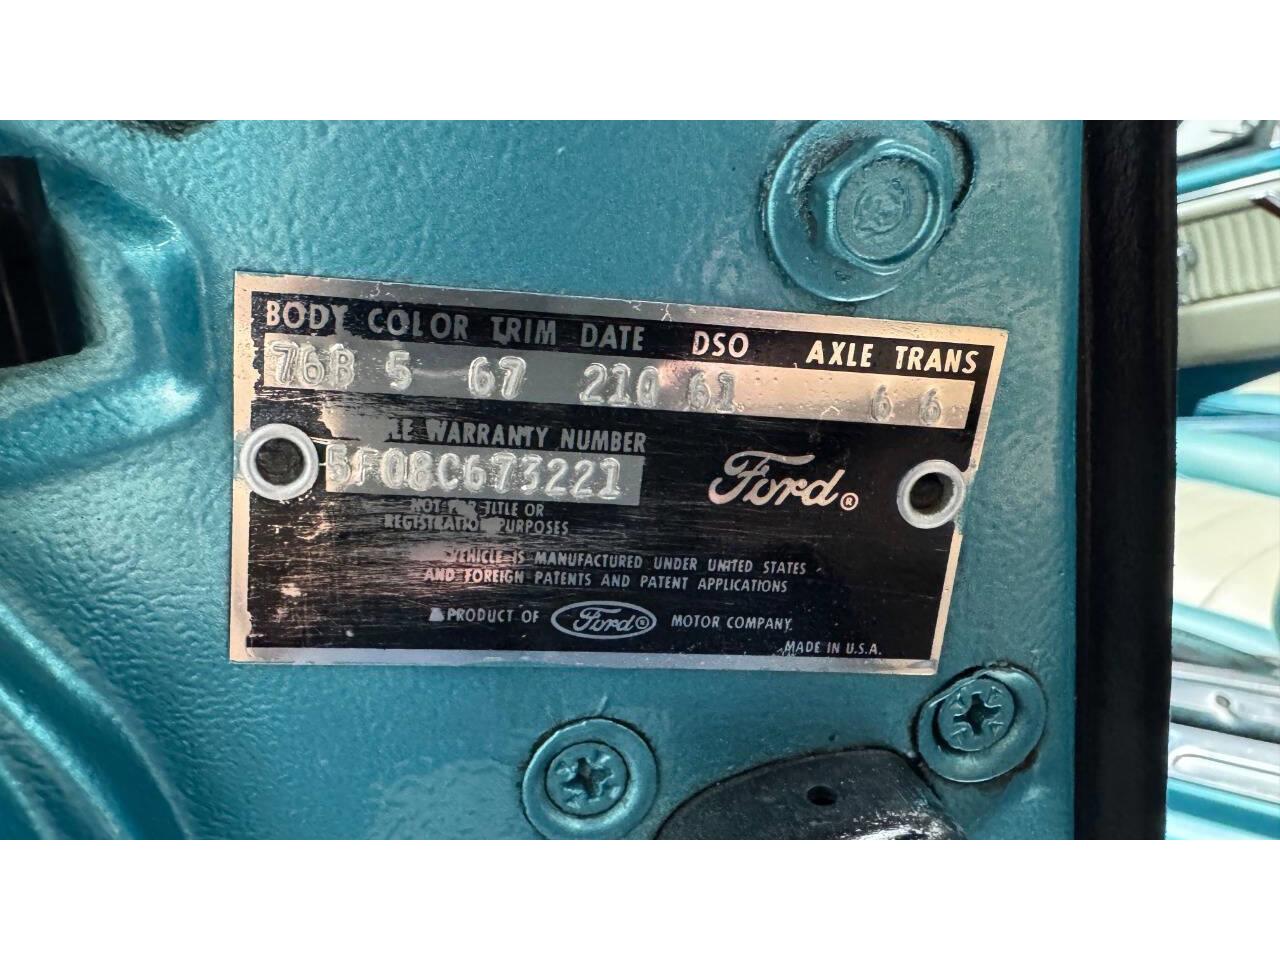 BODY COLOR TRIM DATE DSO AXLE TRANS
76B 5 67 21Q 61 6 6
LE WARRANTY NUMBER
5F08C673221
Ford®
NOT FOR TITLE OR
REGISTRATION PURPOSES
VEHICLE IS MANUFACTURED UNDER UNITED STATES
AND FOREIGN PATENTS AND PATENT APPLICATIONS
A PRODUCT OF Ford® MOTOR COMPANY
MADE IN U.S.A.